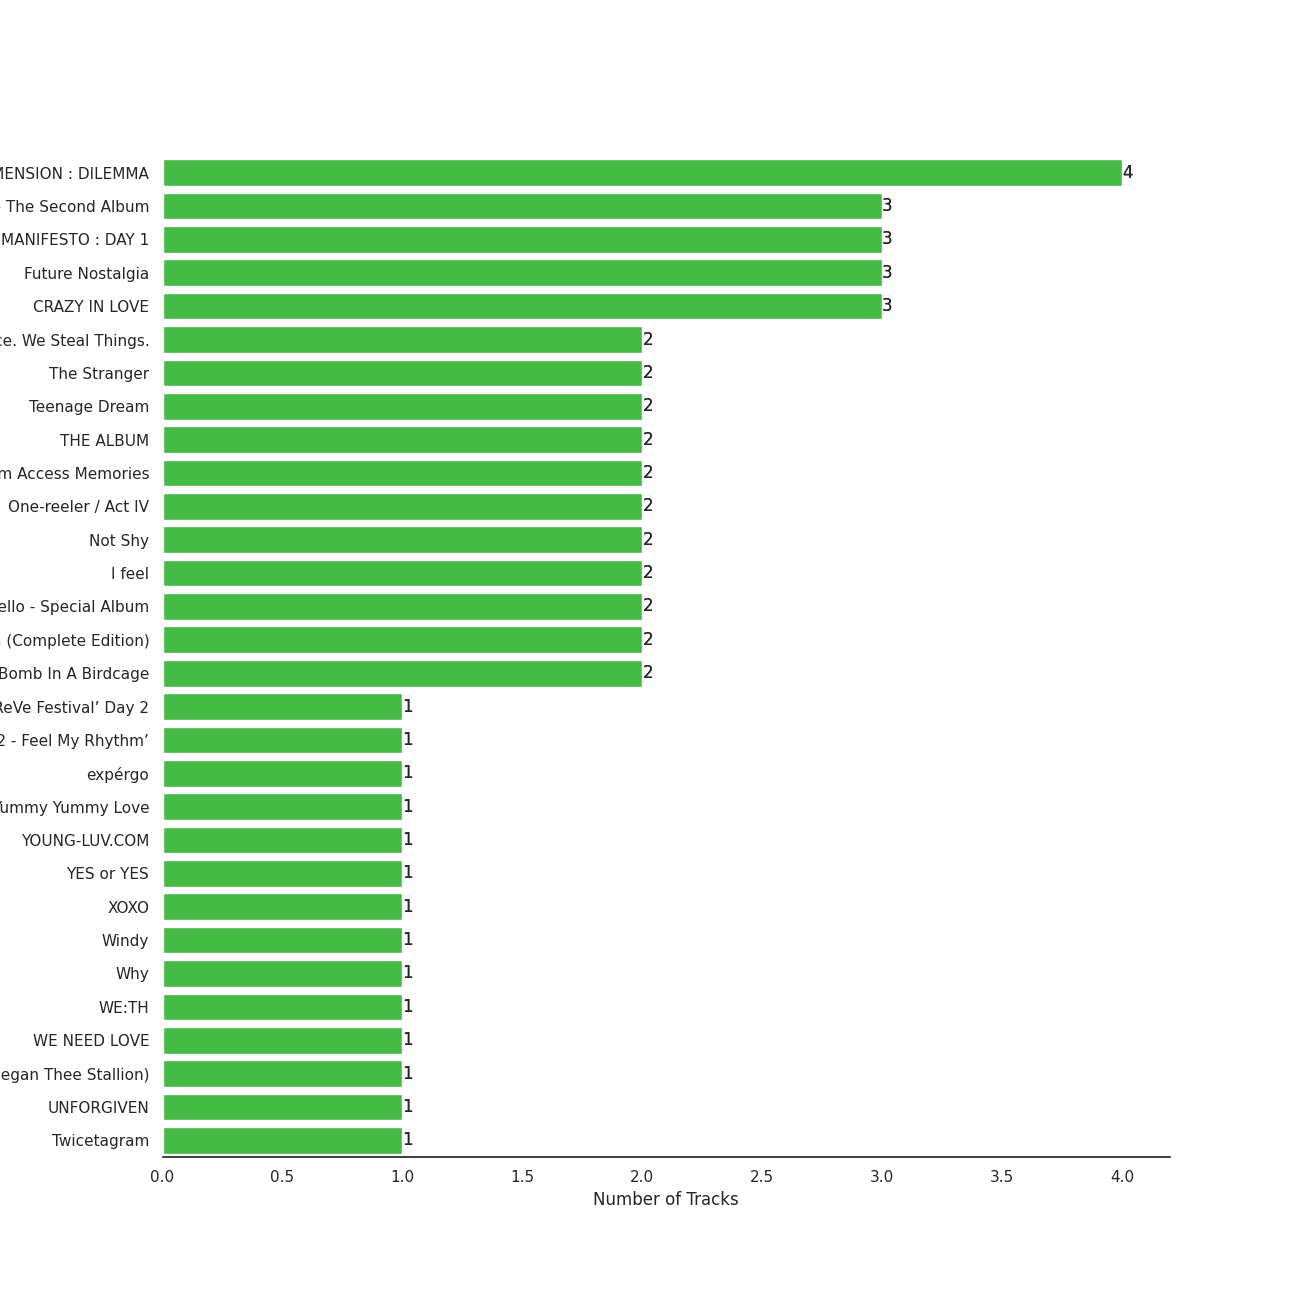 DILEMMA : 4
The Second Album 3
MANIFESTO : DAY 1 3
Future Nostalgia 3
CRAZY IN LOVE 3
We Steal Things. 2
The Stranger 2
Teenage Dream 2
THE ALBUM 2
Access Memories 2
One-reeler / Act IV 2
Not Shy 2
I feel 2
- Special Album 2
(Complete Edition) 2
Bomb In A Birdcage 2
ReVe Festival’ Day 2 1
2 - Feel My Rhythm’ 1
expérgo 1
Yummy Yummy Love 1
YOUNG-LUV.COM 1
YES or YES 1
XOXO 1
Windy 1
Why 1
WE:TH 1
WE NEED LOVE 1
Thee Stallion) 1
UNFORGIVEN 1
Twicetagram 1
0.0 0.5 1.0 1.5 2.0 2.5 3.0 3.5 4.0
Number of Tracks